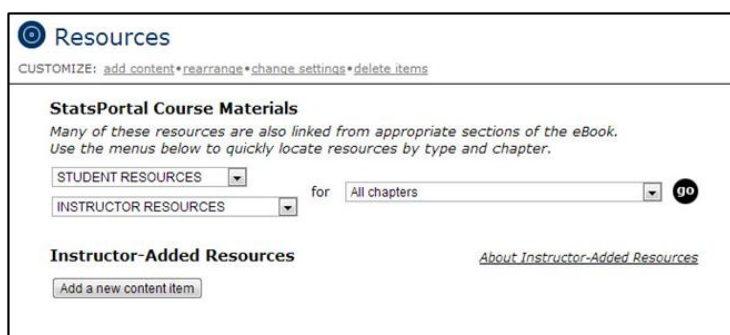 Resources
CUSTOMIZE: add content•rearrange•change settings•delete items
StatsPortal Course Materials
Many of these resources are also linked from appropriate sections of the eBook.
Use the menus below to quickly locate resources by type and chapter.
STUDENT RESOURCES
for All chapters go
INSTRUCTOR RESOURCES
Instructor-Added Resources About Instructor-Added Resources
Add a new content item